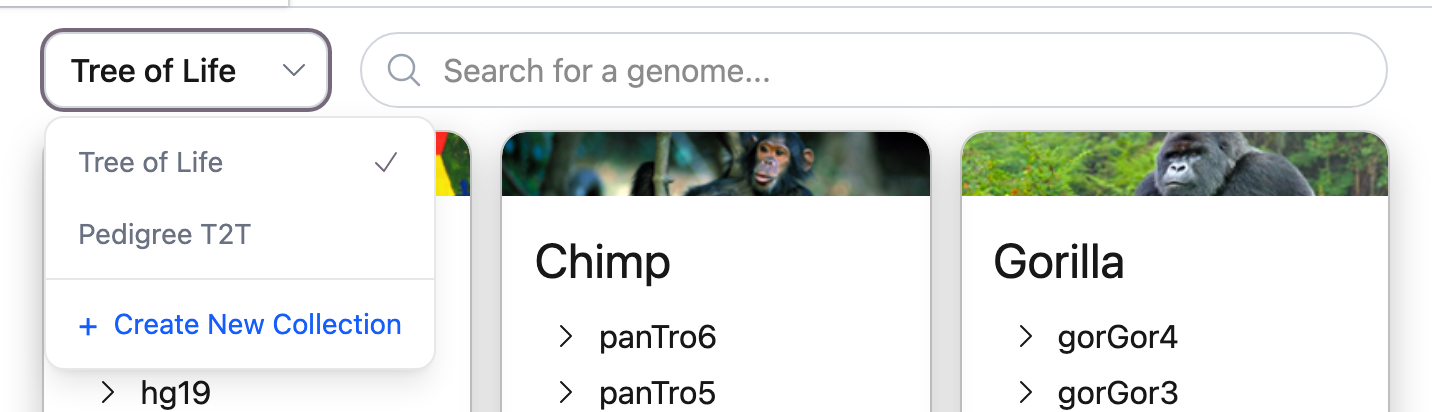 Tree of Life
Search for a genome...
Tree of Life
Pedigree T2T
+ Create New Collection
hg19
Chimp
panTro6
panTro5
Gorilla
gorGor4
gorGor3